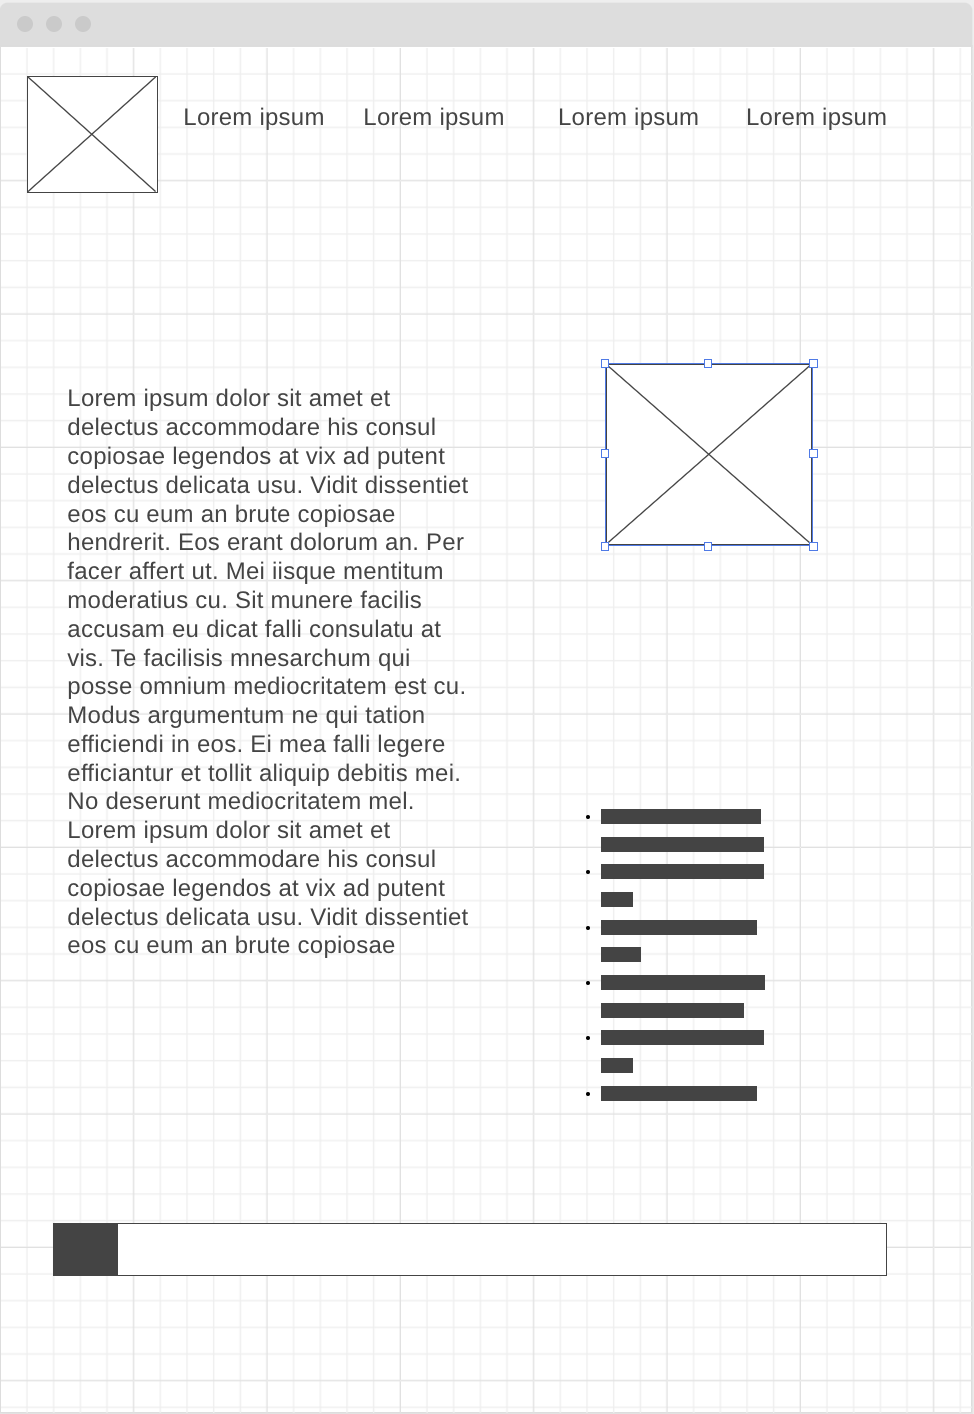 Lorem ipsum Lorem ipsum Lorem ipsum Lorem ipsum
Lorem ipsum dolor sit amet et
delectus accommodare his consul
copiosae legendos at vix ad putent
delectus delicata usu. Vidit dissentiet
eos cu eum an brute copiosae
hendrerit. Eos erant dolorum an. Per
facer affert ut. Mei iisque mentitum
moderatius cu. Sit munere facilis
accusam eu dicat falli consulatu at
vis. Te facilisis mnesarchum qui
posse omnium mediocritatem est cu.
Modus argumentum ne qui tation
efficiendi in eos. Ei mea falli legere
efficiantur et tollit aliquip debitis mei.
No deserunt mediocritatem mel.
Lorem ipsum dolor sit amet et
delectus accommodare his consul
copiosae legendos at vix ad putent
delectus delicata usu. Vidit dissentiet
eos cu eum an brute copiosae